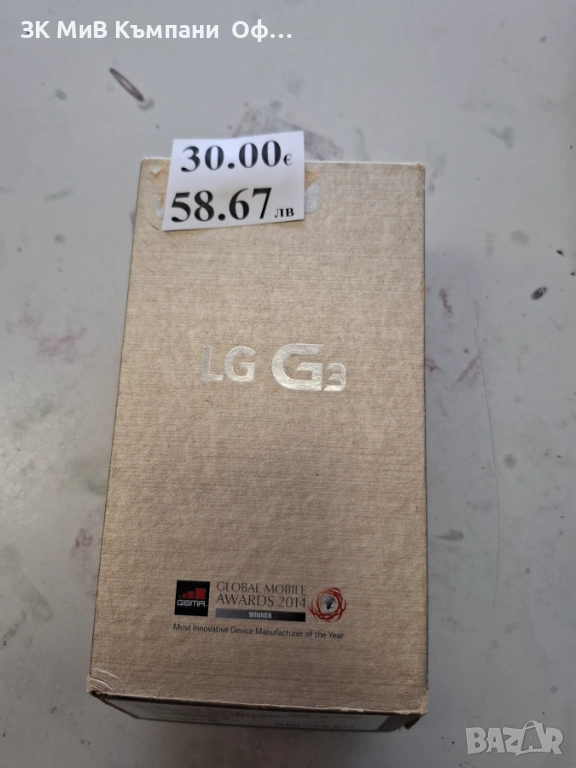 ЗК МиВ Къмпани Оф...
30.00€
58.67лв
LG G3
GSMA
GLOBAL MOBILE
AWARDS 2014
WINNER
Most Innovative Device Manufacturer of the Year
BAZAR